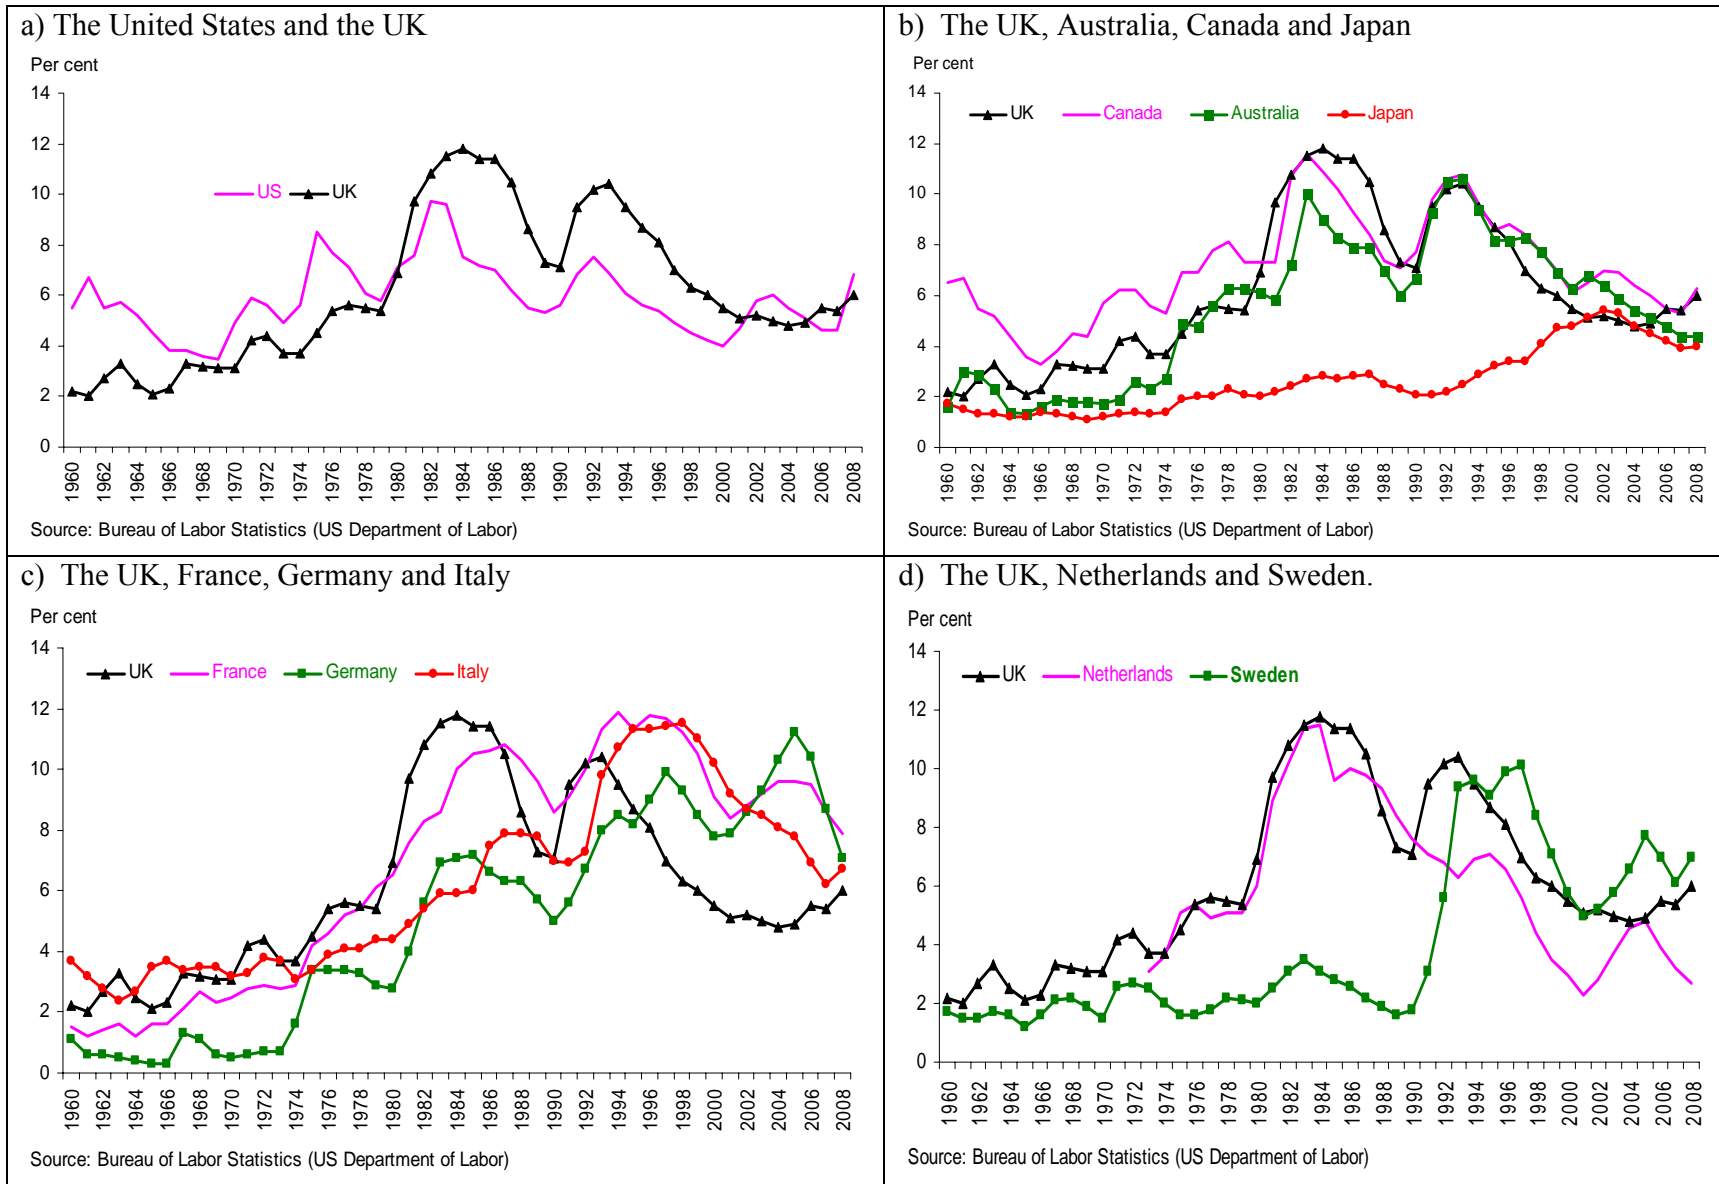 a) The United States and the UK
Per cent
14
12
10
8
6
4
2
0
US UK
1960 1962 1964 1966 1968 1970 1972 1974 1976 1978 1980 1982 1984 1986 1988 1990 1992 1994 1996 1998 2000 2002 2004 2006 2008
Source: Bureau of Labor Statistics (US Department of Labor)
b) The UK, Australia, Canada and Japan
Per cent
14
12
10
8
6
4
2
0
UK Canada Australia Japan
1960 1962 1964 1966 1968 1970 1972 1974 1976 1978 1980 1982 1984 1986 1988 1990 1992 1994 1996 1998 2000 2002 2004 2006 2008
Source: Bureau of Labor Statistics (US Department of Labor)
c) The UK, France, Germany and Italy
Per cent
14
12
10
8
6
4
2
0
UK France Germany Italy
1960 1962 1964 1966 1968 1970 1972 1974 1976 1978 1980 1982 1984 1986 1988 1990 1992 1994 1996 1998 2000 2002 2004 2006 2008
Source: Bureau of Labor Statistics (US Department of Labor)
d) The UK, Netherlands and Sweden.
Per cent
14
12
10
8
6
4
2
0
UK Netherlands Sweden
1960 1962 1964 1966 1968 1970 1972 1974 1976 1978 1980 1982 1984 1986 1988 1990 1992 1994 1996 1998 2000 2002 2004 2006 2008
Source: Bureau of Labor Statistics (US Department of Labor)